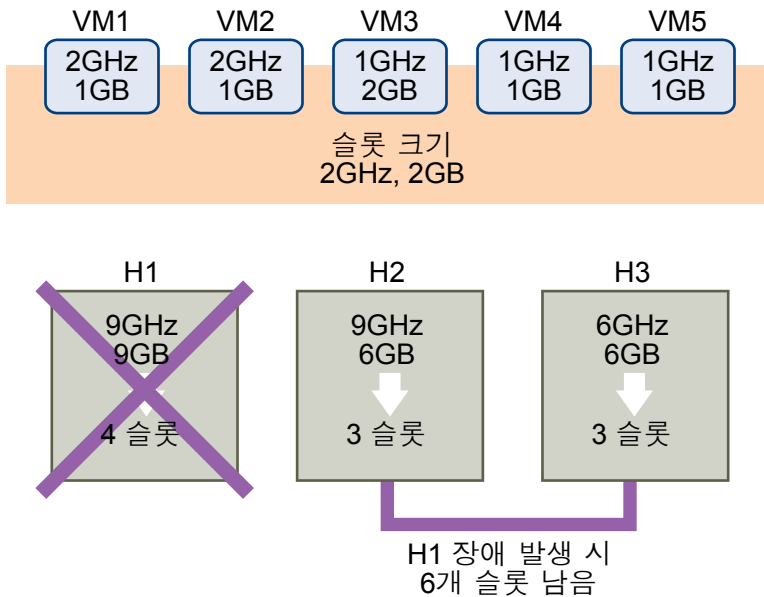 VM1 VM2 VM3 VM4 VM5
2GHz 2GHz 1GHz 1GHz 1GHz
1GB 1GB 2GB 1GB 1GB
슬롯 크기
2GHz, 2GB
H1 H2 H3
9GHz 9GHz 6GHz
9GB 6GB 6GB
4 슬롯 3 슬롯 3 슬롯
H1 장애 발생 시
6개 슬롯 남음